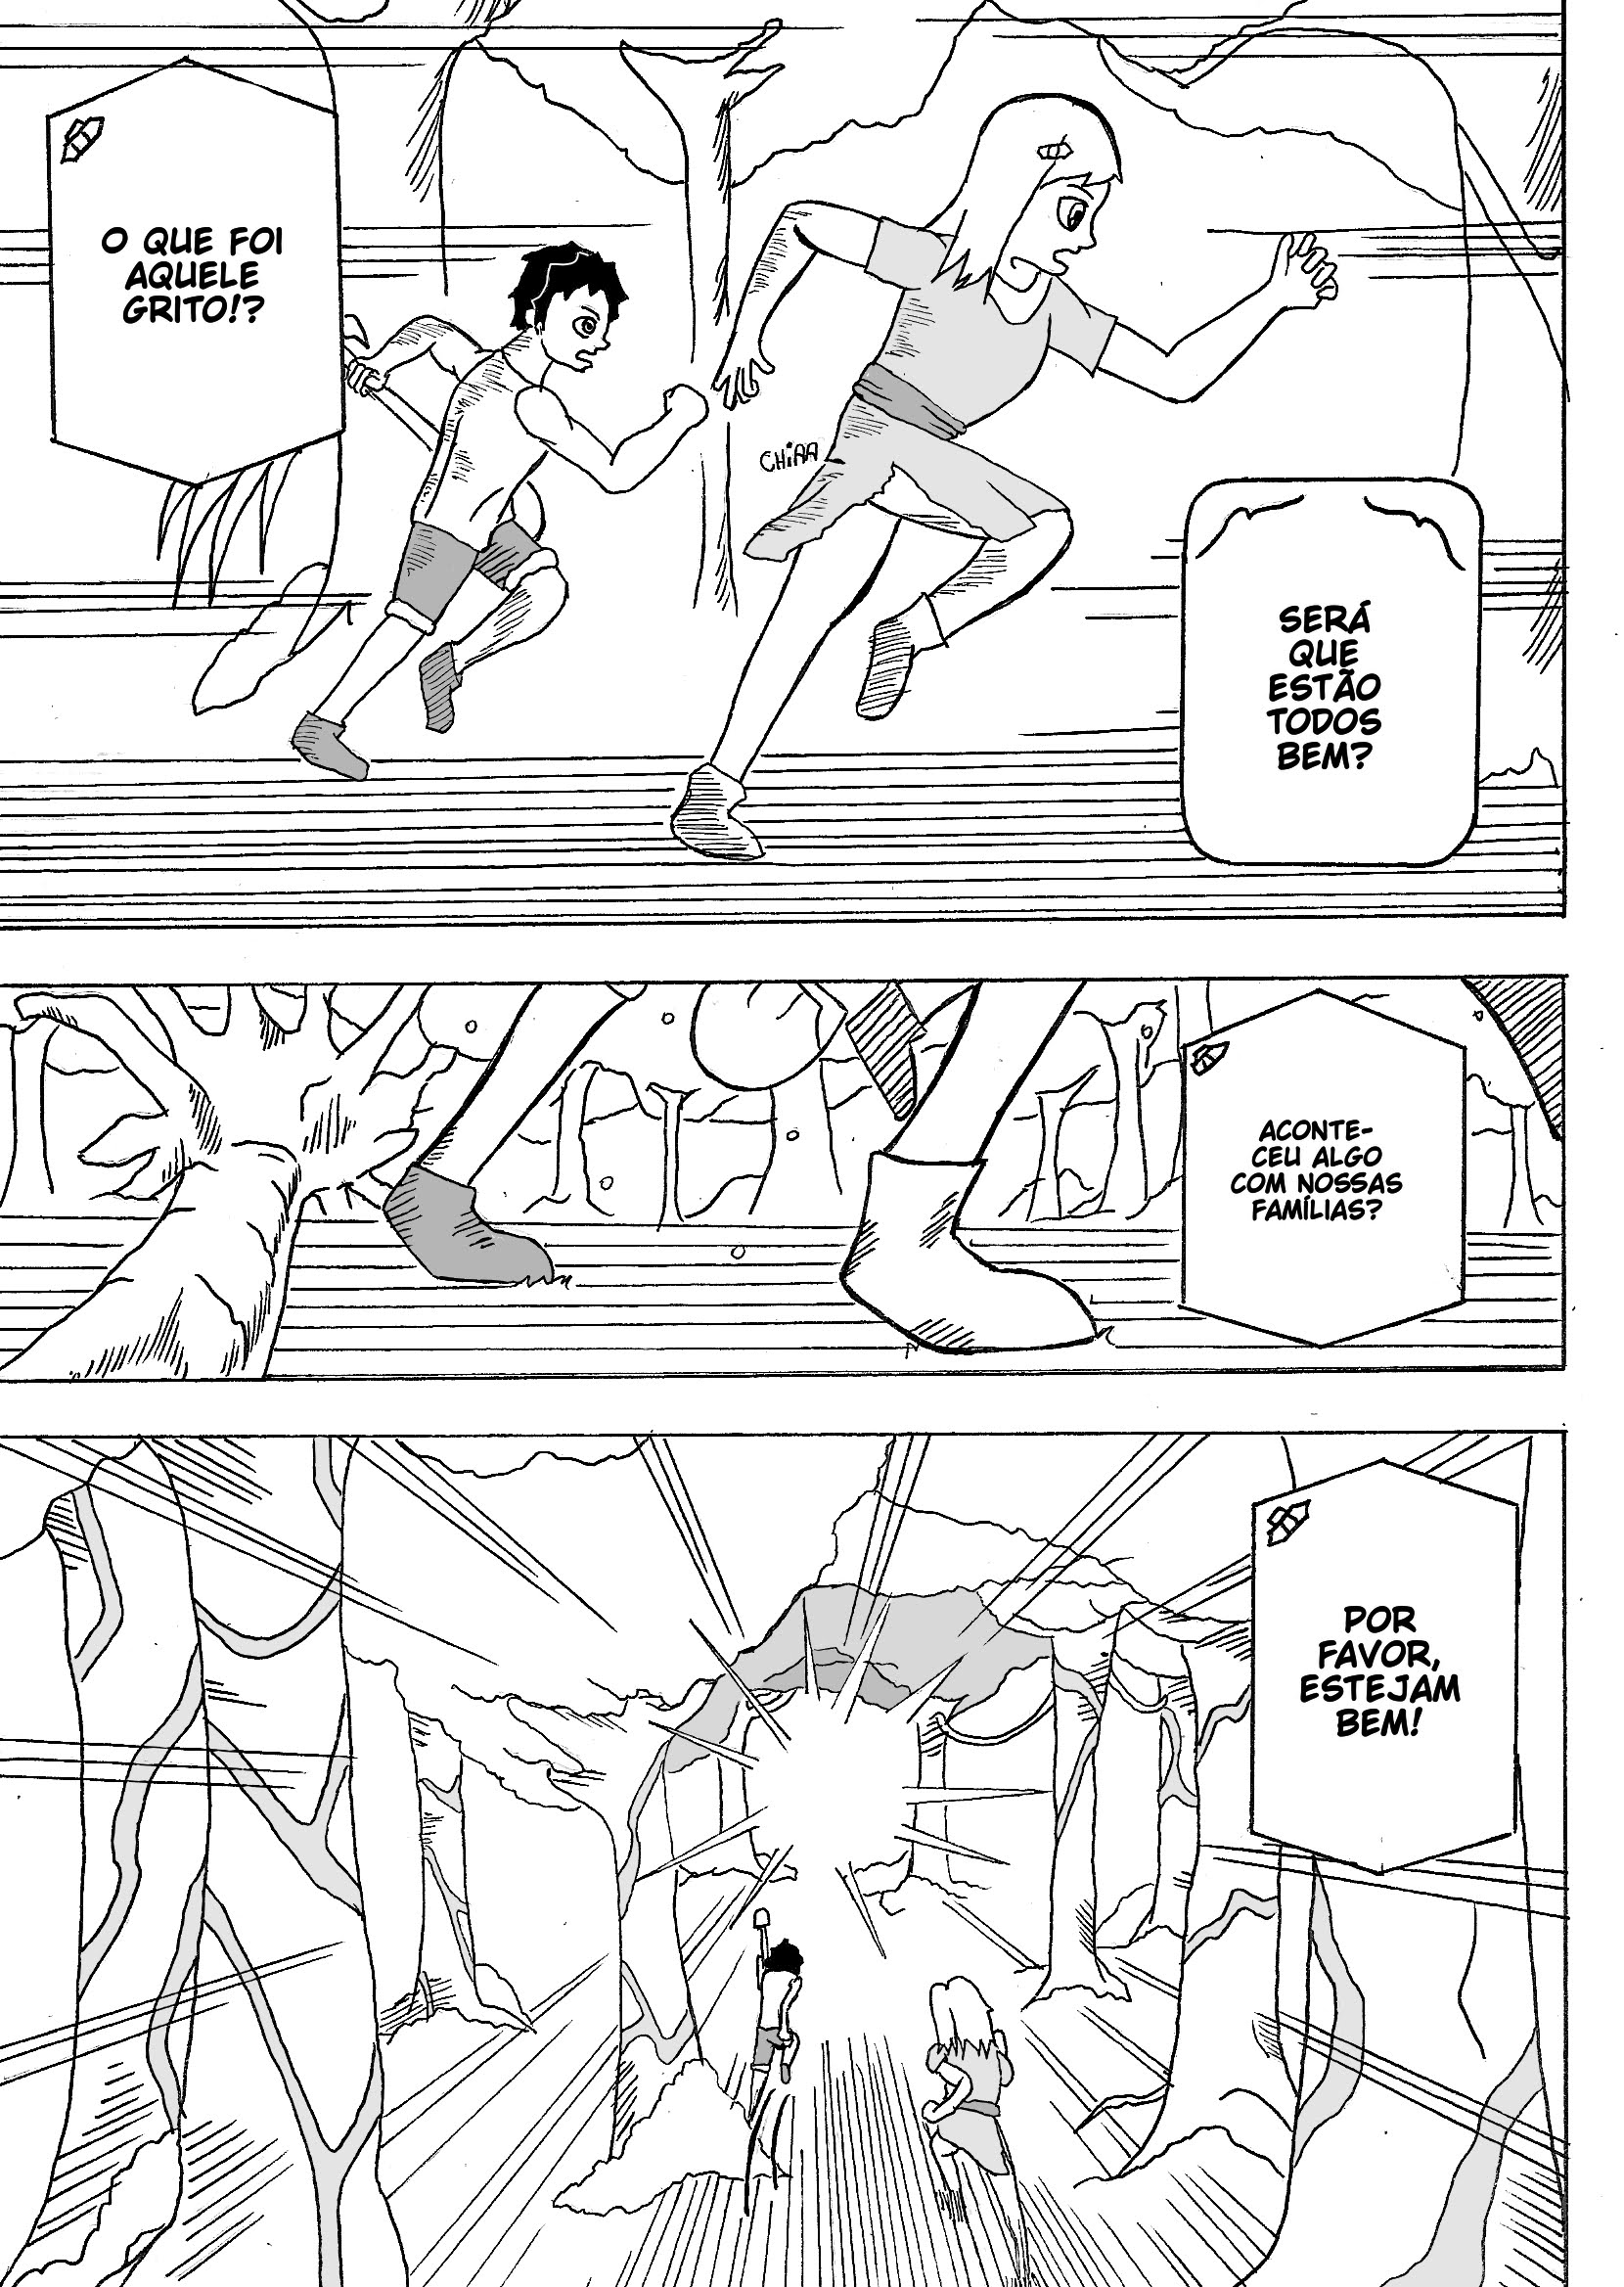 O QUE FOI
AQUELE
GRITO!?
CHiAA
SERÁ
QUE
ESTÃO
TODOS
BEM?
ACONTE-
CEU ALGO
COM NOSSAS
FAMÍLIAS?
POR
FAVOR,
ESTEJAM
BEM!